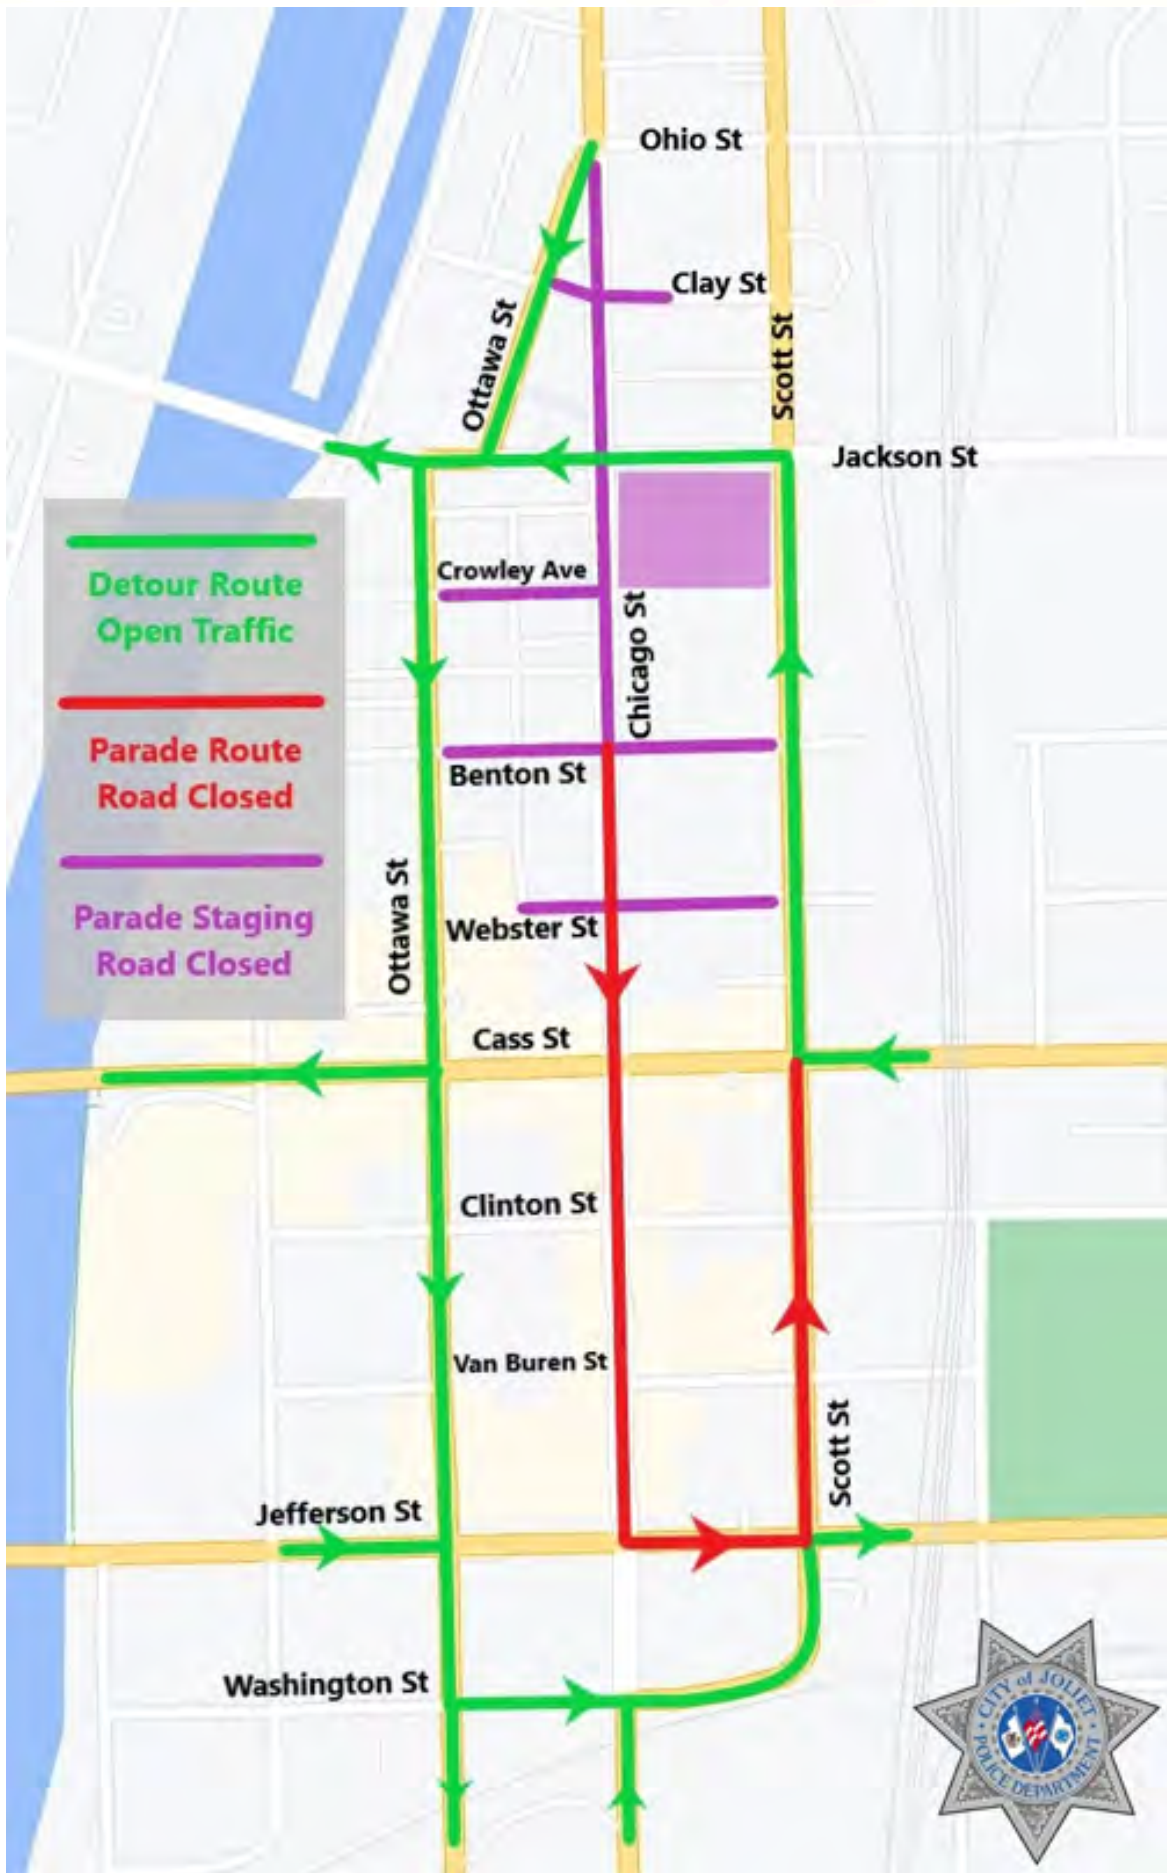 Ohio St
Clay St
Ottawa St
Scott St
Jackson St
Detour Route
Open Traffic
Parade Route
Road Closed
Parade Staging
Road Closed
Crowley Ave
Chicago St
Benton St
Ottawa St
Webster St
Cass St
Clinton St
Van Buren St
Scott St
Jefferson St
Washington St
CITY of JOLIET
POLICE DEPARTMENT